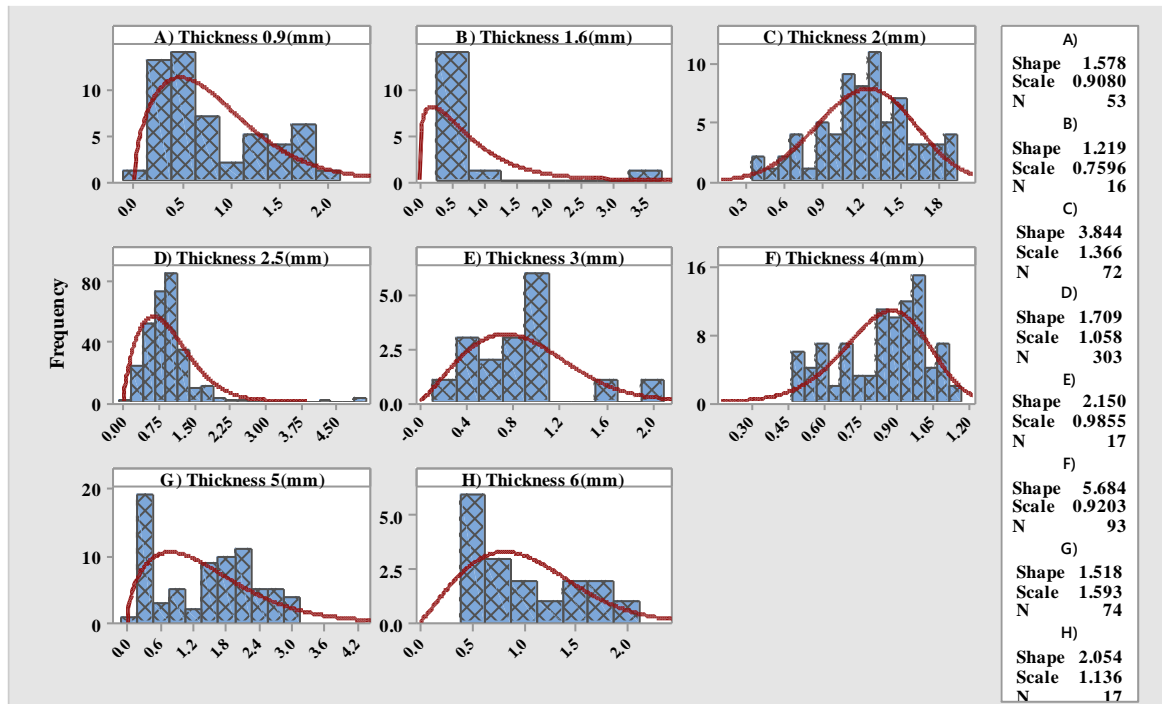 A) Thickness 0.9(mm)
10
5
0
0.0 0.5 1.0 1.5 2.0
B) Thickness 1.6(mm)
10
5
0
0.0 0.5 1.0 1.5 2.0 2.5 3.0 3.5
C) Thickness 2(mm)
10
5
0
0.3 0.6 0.9 1.2 1.5 1.8
Frequency
D) Thickness 2.5(mm)
80
40
0
0.00 0.75 1.50 2.25 3.00 3.75 4.50
E) Thickness 3(mm)
5.0
2.5
0.0
-0.0 0.4 0.8 1.2 1.6 2.0
F) Thickness 4(mm)
16
8
0
0.30 0.45 0.60 0.75 0.90 1.05 1.20
G) Thickness 5(mm)
20
10
0
0.0 0.6 1.2 1.8 2.4 3.0 3.6 4.2
H) Thickness 6(mm)
5.0
2.5
0.0
0.0 0.5 1.0 1.5 2.0
A)
Shape 1.578
Scale 0.9080
N 53
B)
Shape 1.219
Scale 0.7596
N 16
C)
Shape 3.844
Scale 1.366
N 72
D)
Shape 1.709
Scale 1.058
N 303
E)
Shape 2.150
Scale 0.9855
N 17
F)
Shape 5.684
Scale 0.9203
N 93
G)
Shape 1.518
Scale 1.593
N 74
H)
Shape 2.054
Scale 1.136
N 17